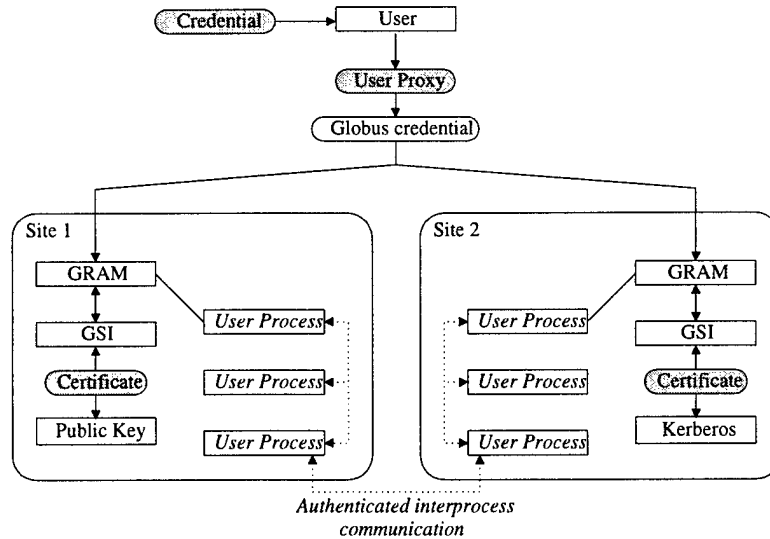 Credential
User
User Proxy
Globus credential
Site 1
Site 2
GRAM
GRAM
User Process
User Process
GSI
GSI
User Process
User Process
Certificate
Certificate
Public Key
User Process
User Process
Kerberos
Authenticated interprocess
communication